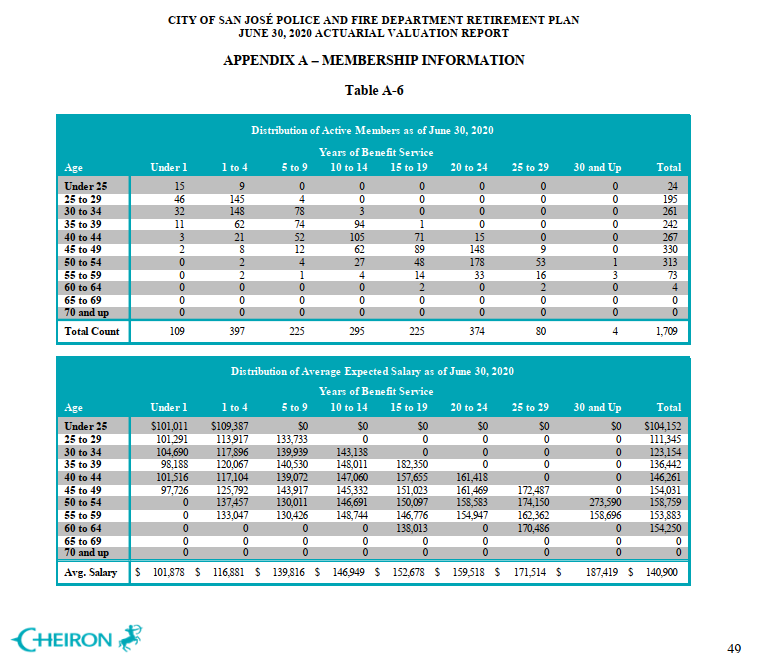 CITY OF SAN JOSÉ POLICE AND FIRE DEPARTMENT RETIREMENT PLAN
JUNE 30, 2020 ACTUARIAL VALUATION REPORT
APPENDIX A – MEMBERSHIP INFORMATION
Table A-6
Distribution of Active Members as of June 30, 2020
Years of Benefit Service
Age Under 1 1 to 4 5 to 9 10 to 14 15 to 19 20 to 24 25 to 29 30 and Up Total
Under 25 15 9 0 0 0 0 0 0 24
25 to 29 46 145 4 0 0 0 0 0 195
30 to 34 32 148 78 3 0 0 0 0 261
35 to 39 11 62 74 94 1 0 0 0 242
40 to 44 3 21 52 105 71 15 0 0 267
45 to 49 2 8 12 62 89 148 9 0 330
50 to 54 0 2 4 27 48 178 53 1 313
55 to 59 0 2 1 4 14 33 16 3 73
60 to 64 0 0 0 0 2 0 2 0 4
65 to 69 0 0 0 0 0 0 0 0 0
70 and up 0 0 0 0 0 0 0 0 0
Total Count 109 397 225 295 225 374 80 4 1,709
Distribution of Average Expected Salary as of June 30, 2020
Years of Benefit Service
Age Under 1 1 to 4 5 to 9 10 to 14 15 to 19 20 to 24 25 to 29 30 and Up Total
Under 25 $101,011 $109,387 $0 $0 $0 $0 $0 $0 $104,152
25 to 29 101,291 113,917 133,733 0 0 0 0 0 111,345
30 to 34 104,690 117,896 139,939 143,138 0 0 0 0 123,154
35 to 39 98,188 120,067 140,530 148,011 182,350 0 0 0 136,442
40 to 44 101,516 117,104 139,072 147,060 157,655 161,418 0 0 146,261
45 to 49 97,726 125,792 143,917 145,332 151,023 161,469 172,487 0 154,031
50 to 54 0 137,457 130,011 146,691 150,097 158,583 174,150 273,590 158,759
55 to 59 0 133,047 130,426 148,744 146,776 154,947 162,362 158,696 153,883
60 to 64 0 0 0 0 138,013 0 170,486 0 154,250
65 to 69 0 0 0 0 0 0 0 0 0
70 and up 0 0 0 0 0 0 0 0 0
Avg. Salary $ 101,878 $ 116,881 $ 139,816 $ 146,949 $ 152,678 $ 159,518 $ 171,514 $ 187,419 $ 140,900
CHEIRON
49